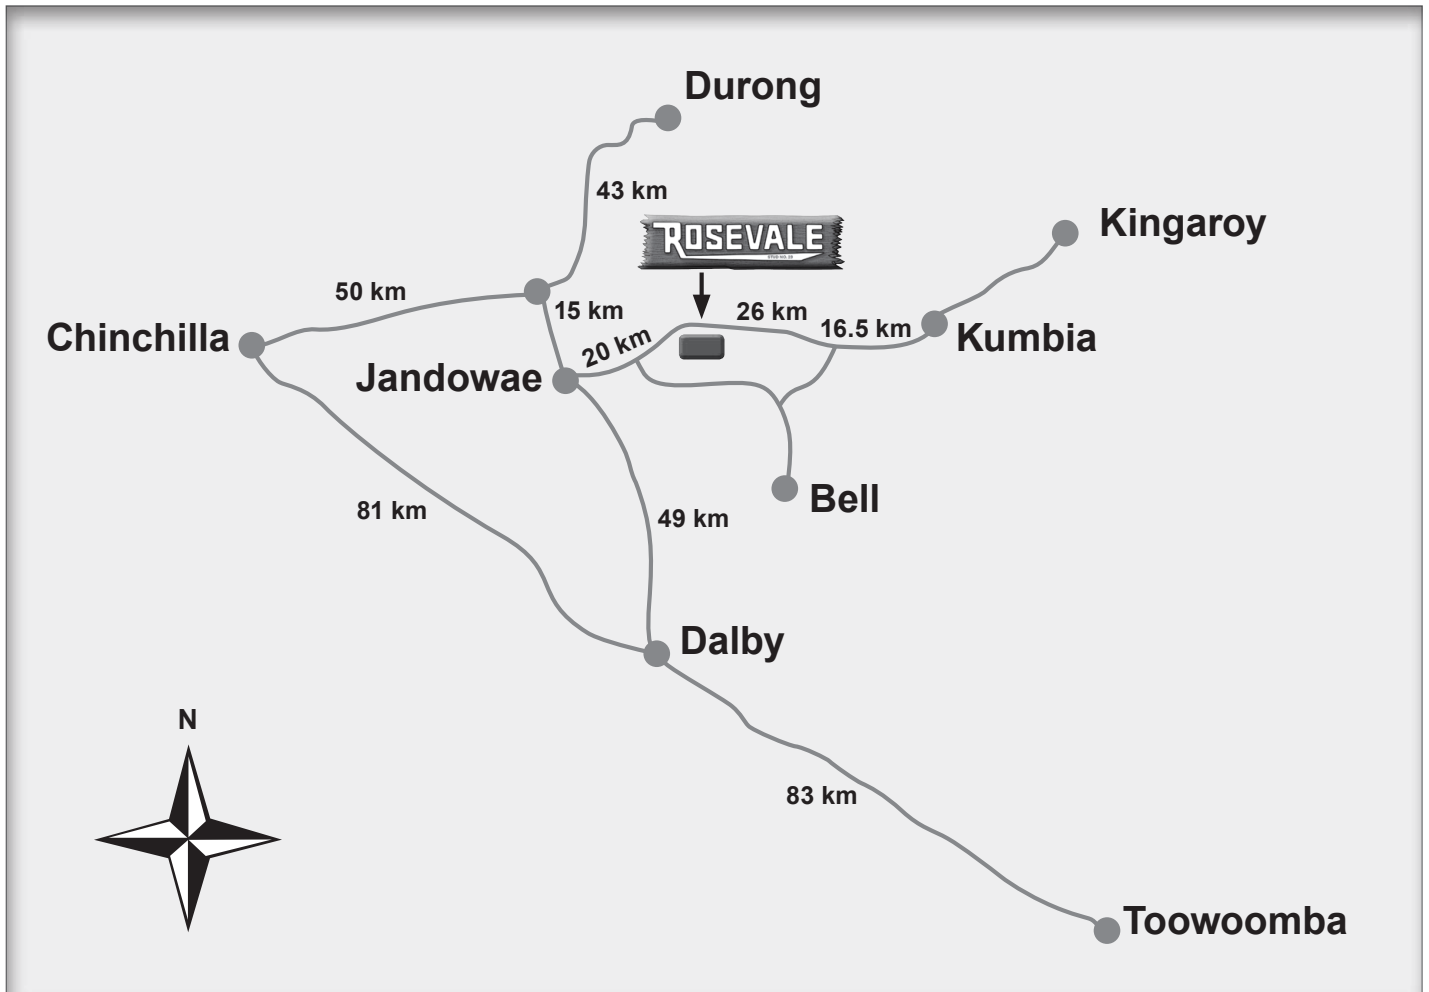 Durong
43 km
Kingaroy
ROSEVALE
50 km
15 km
26 km
16.5 km
Chinchilla
20 km
Kumbia
Jandowae
Bell
81 km
49 km
Dalby
N
83 km
Toowoomba